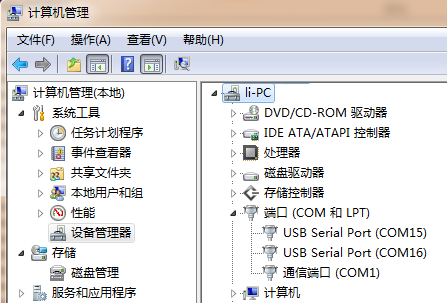 计算机管理
文件(F) 操作(A) 查看(V) 帮助(H)
计算机管理(本地)
系统工具
任务计划程序
事件查看器
共享文件夹
本地用户和组
性能
设备管理器
存储
磁盘管理
服务和应用程序
li-PC
DVD/CD-ROM 驱动器
IDE ATA/ATAPI 控制器
处理器
磁盘驱动器
存储控制器
端口 (COM 和 LPT)
USB Serial Port (COM15)
USB Serial Port (COM16)
通信端口 (COM1)
计算机